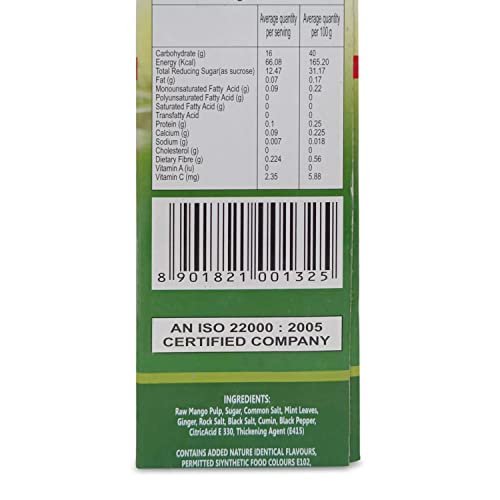 Average quantity Average quantity
per serving per 100 g
Carbohydrate (g) 16 40
Energy (Kcal) 66.08 165.20
Total Reducing Sugar(as sucrose) 12.47 31.17
Fat (g) 0.07 0.17
Monounsaturated Fatty Acid (g) 0.09 0.22
Polyunsaturated Fatty Acid (g) 0 0
Saturated Fatty Acid (g) 0 0
Transfatty Acid 0 0
Protein (g) 0.1 0.25
Calcium (g) 0.09 0.225
Sodium (g) 0.007 0.018
Cholesterol (g) 0 0
Dietary Fibre (g) 0.224 0.56
Vitamin A (iu) 0 0
Vitamin C (mg) 2.35 5.88
8 901821 001325
AN ISO 22000 : 2005
CERTIFIED COMPANY
INGREDIENTS:
Raw Mango Pulp, Sugar, Common Salt, Mint Leaves,
Ginger, Rock Salt, Black Salt, Cumin, Black Pepper,
CitricAcid E 330, Thickening Agent (E415)
CONTAINS ADDED NATURE IDENTICAL FLAVOURS,
PERMITTED SIYNTHETIC FOOD COLOURS E102,